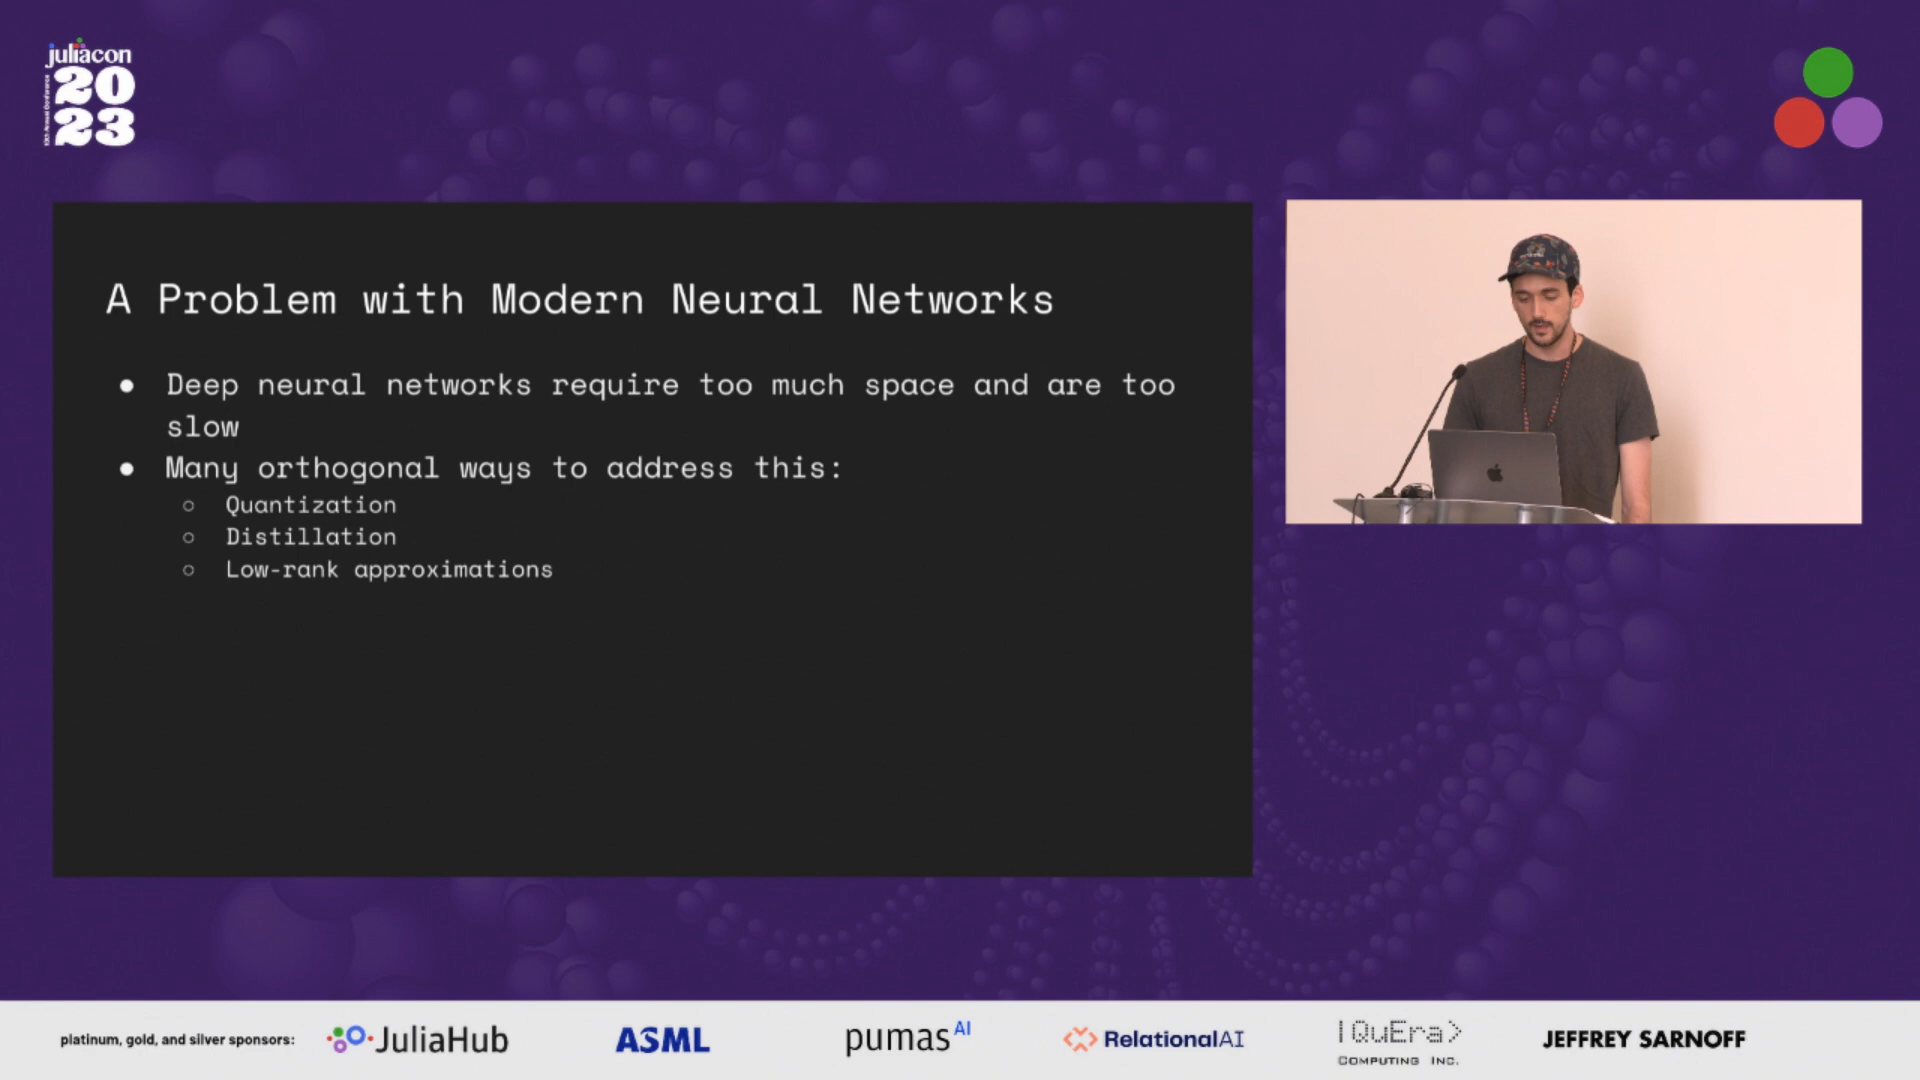 juliacon
20
23
A Problem with Modern Neural Networks
● Deep neural networks require too much space and are too
slow
● Many orthogonal ways to address this:
○ Quantization
○ Distillation
○ Low-rank approximations
platinum, gold, and silver sponsors:
JuliaHub
ASML
pumasAI
RelationalAI
|QuEra>
COMPUTING INC.
JEFFREY SARNOFF